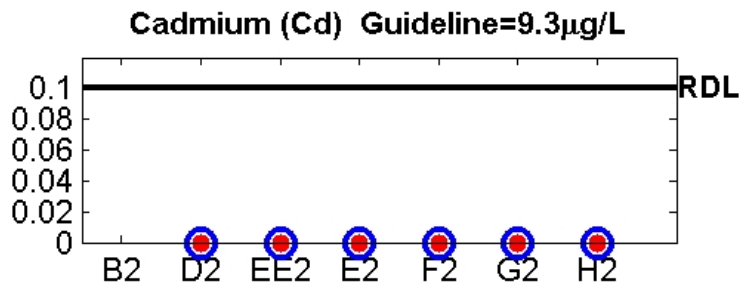 Cadmium (Cd) Guideline=9.3µg/L
0.1
RDL
0.08
0.06
0.04
0.02
0
B2 D2 EE2 E2 F2 G2 H2